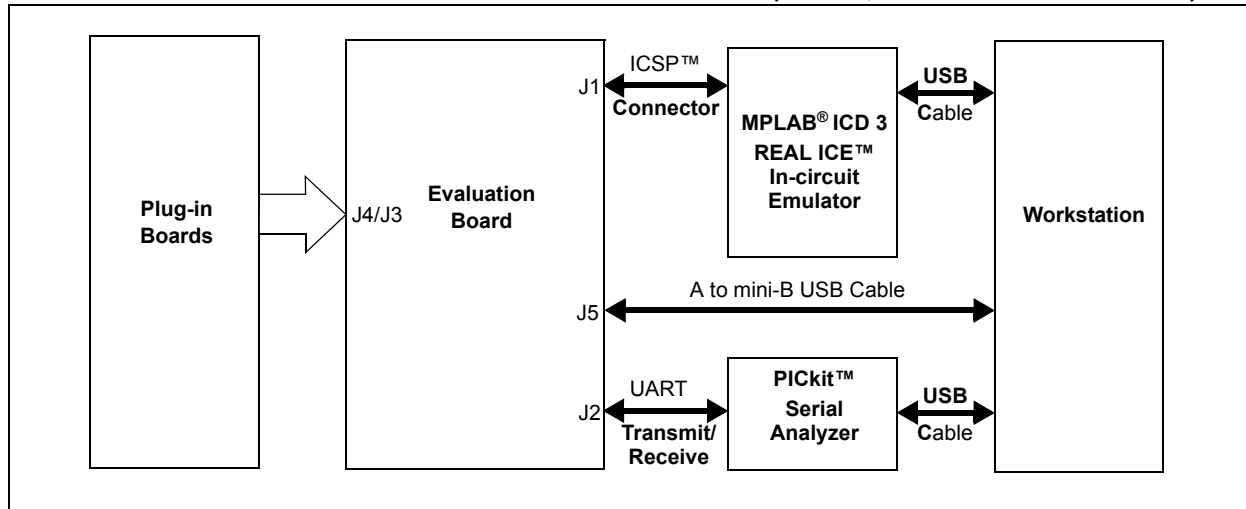 Plug-in
Boards
J4/J3
Evaluation
Board
J1
ICSP™
Connector
MPLAB® ICD 3
REAL ICE™
In-circuit
Emulator
USB
Cable
Workstation
A to mini-B USB Cable
J5
UART
J2
Transmit/
Receive
PICkit™
Serial
Analyzer
USB
Cable